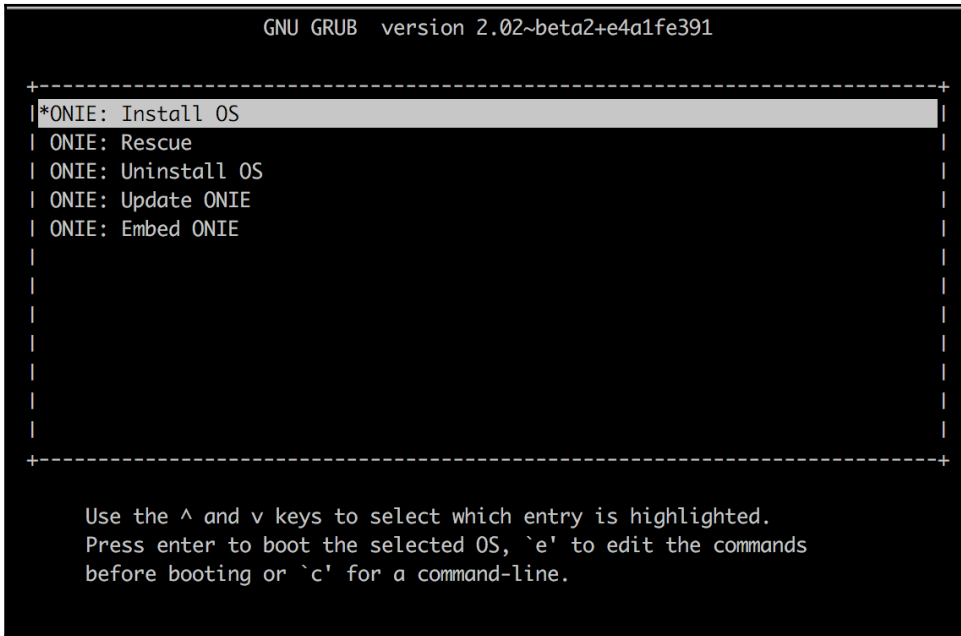 GNU GRUB  version 2.02~beta2+e4a1fe391
*ONIE: Install OS
ONIE: Rescue
ONIE: Uninstall OS
ONIE: Update ONIE
ONIE: Embed ONIE
Use the ^ and v keys to select which entry is highlighted.
Press enter to boot the selected OS, `e' to edit the commands
before booting or `c' for a command-line.